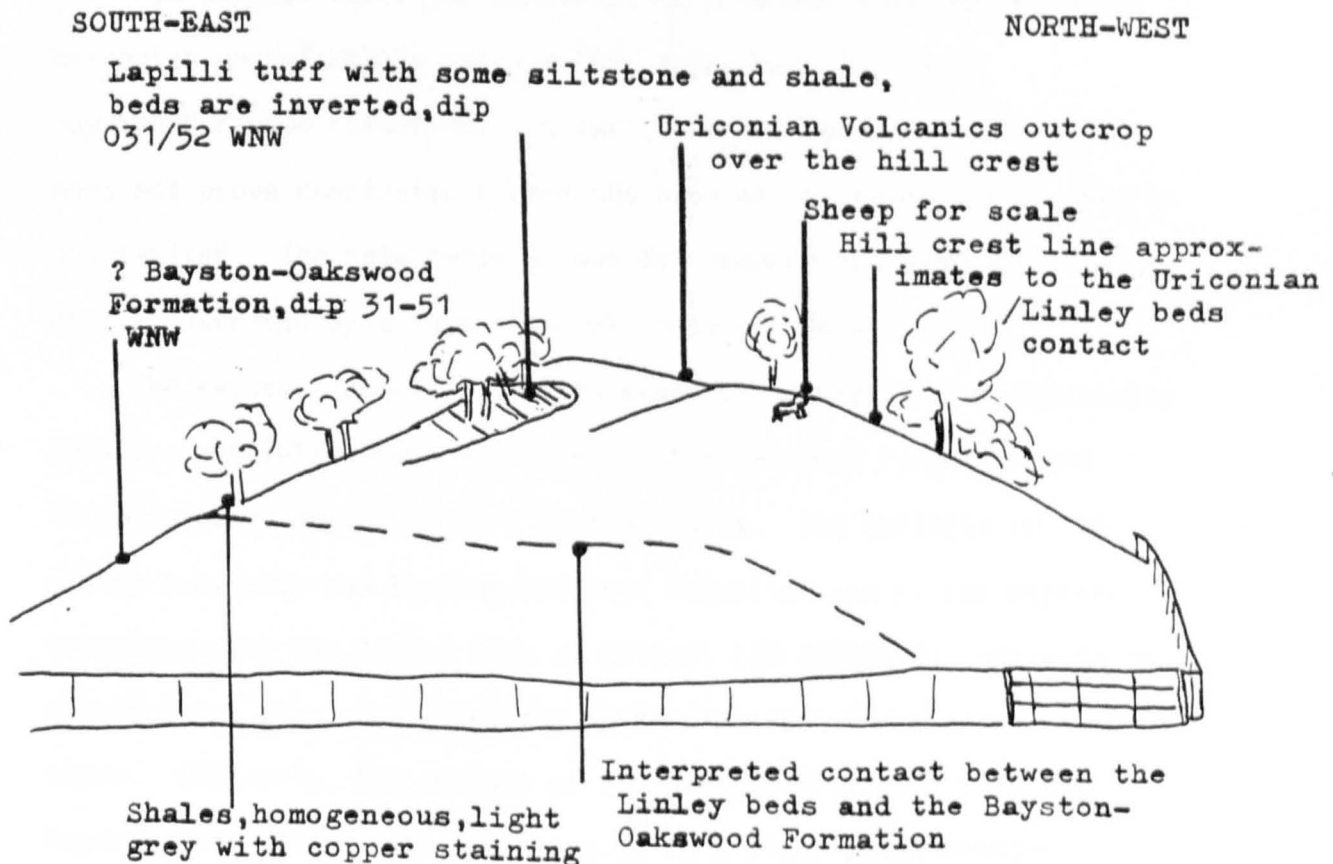 SOUTH-EAST
NORTH-WEST
Lapilli tuff with some siltstone and shale,
beds are inverted,dip
031/52 WNW
Uriconian Volcanics outcrop
over the hill crest
Sheep for scale
Hill crest line approx-
imates to the Uriconian
Linley beds
contact
? Bayston-Oakswood
Formation,dip 31-51
WNW
Interpreted contact between the
Linley beds and the Bayston-
Oakswood Formation
Shales,homogeneous,light
grey with copper staining